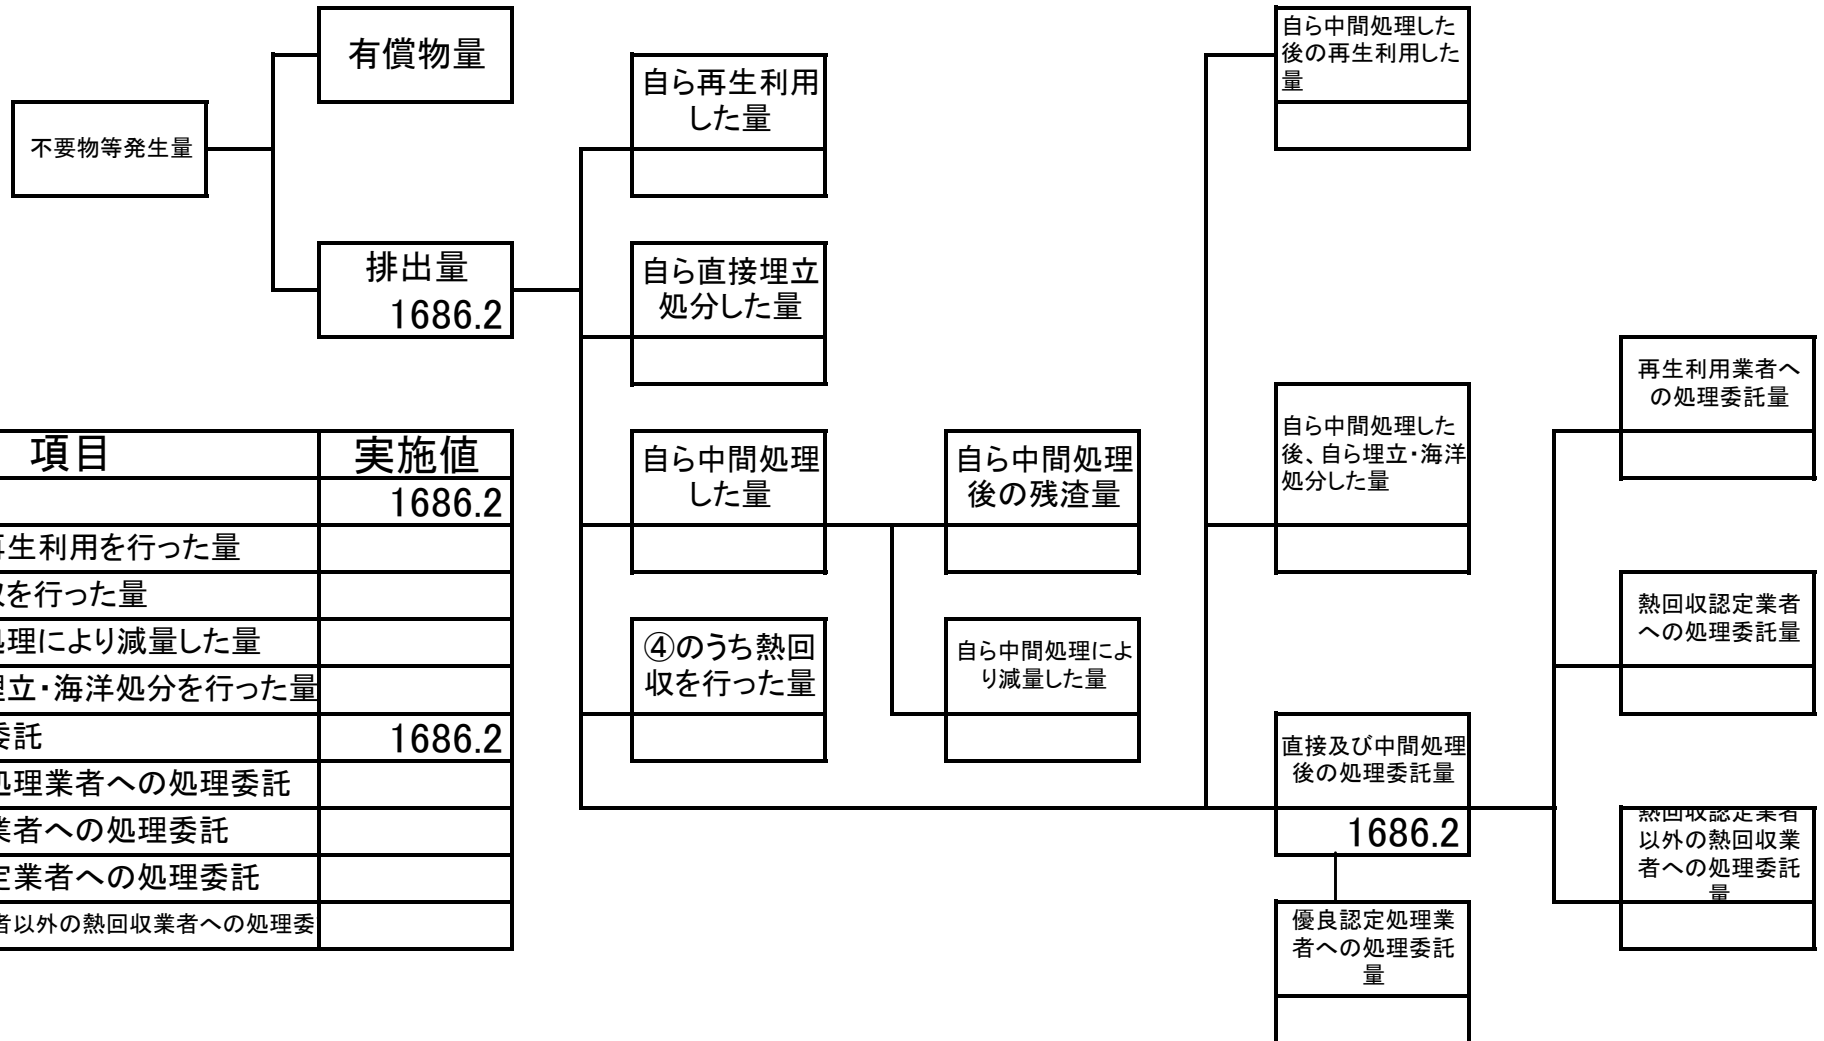 有償物量
不要物等発生量
排出量
1686.2
自ら再生利用
した量
自ら直接埋立
処分した量
自ら中間処理
した量
④のうち熱回
収を行った量
自ら中間処理
後の残渣量
自ら中間処理によ
り減量した量
自ら中間処理した
後の再生利用した
量
自ら中間処理した
後、自ら埋立・海洋
処分した量
直接及び中間処理
後の処理委託量
1686.2
優良認定処理業
者への処理委託
量
再生利用業者へ
の処理委託量
熱回収認定業者
への処理委託量
熱回収認定業者
以外の熱回収業
者への処理委託
量
項目 実施値
1686.2
生利用を行った量
を行った量
理により減量した量
立・海洋処分を行った量
託 1686.2
処理業者への処理委託
業者への処理委託
定業者への処理委託
者以外の熱回収業者への処理委